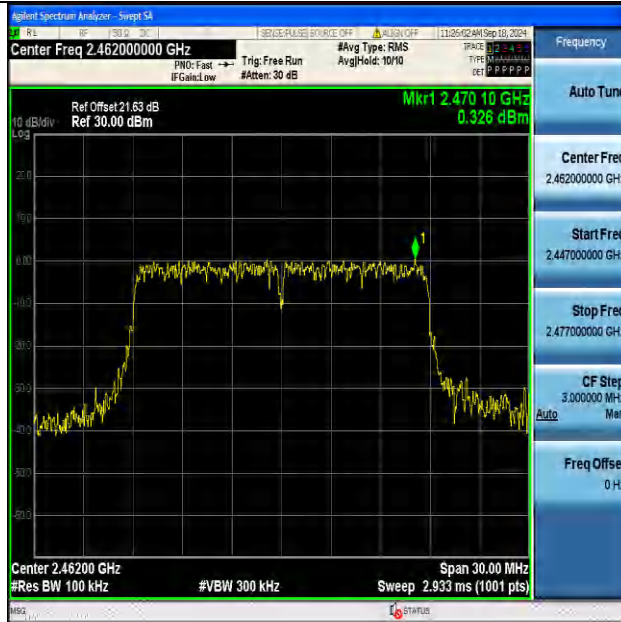 Agilent Spectrum Analyzer - Swept SA
RL RF 50 Ω DC SENSE:PULSE SOURCE OFF ALIGN OFF 11:26:02 AM Sep 18, 2024
Center Freq 2.462000000 GHz
PNO: Fast
IFGain:Low
Trig: Free Run
#Atten: 30 dB
#Avg Type: RMS
Avg|Hold: 10/10
TRACE 1 2 3 4 5 6
TYPE
DET P P P P P P
Ref Offset 21.63 dB
10 dB/div Ref 30.00 dBm
Log
Mkr1 2.470 10 GHz
0.326 dBm
20.0
10.0
0.00
-10.0
-20.0
-30.0
-40.0
-50.0
-60.0
1
Center 2.46200 GHz
Span 30.00 MHz
#Res BW 100 kHz
#VBW 300 kHz
Sweep 2.933 ms (1001 pts)
MSG
STATUS
Frequency
Auto Tune
Center Freq
2.462000000 GHz
Start Freq
2.447000000 GHz
Stop Freq
2.477000000 GHz
CF Step
3.000000 MHz
Auto Man
Freq Offset
0 Hz